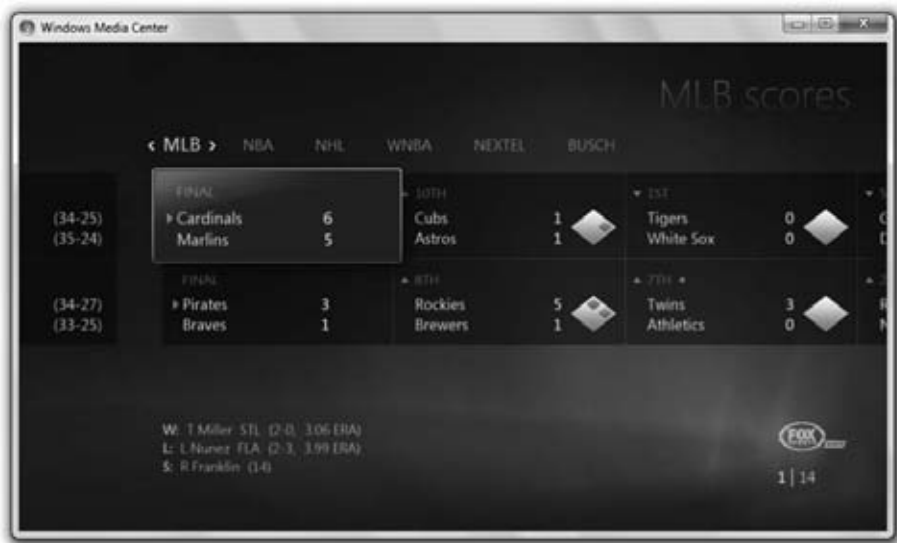 Windows Media Center
MLB scores
< MLB > NBA NHL WNBA NEXTEL BUSCH
(34-25)
(35-24)
FINAL
Cardinals 6
Marlins 5
10TH
Cubs 1
Astros 1
1ST
Tigers 0
White Sox 0
(34-27)
(33-25)
FINAL
Pirates 3
Braves 1
8TH
Rockies 5
Brewers 1
7TH
Twins 3
Athletics 0
W: T Miller STL (2-0, 3.06 ERA)
L: L Nunez FLA (2-3, 3.99 ERA)
S: R Franklin (14)
FOX
1 | 14